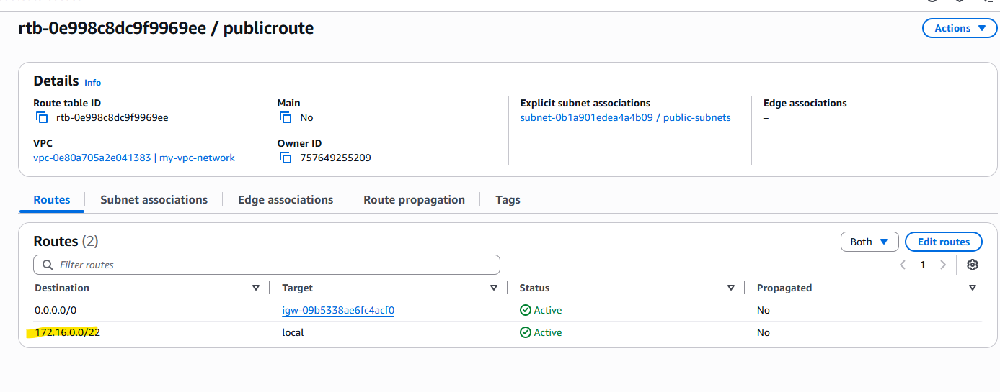 rtb-0e998c8dc9f9969ee / publicroute
Actions
Details Info
Route table ID
rtb-0e998c8dc9f9969ee
Main
No
Explicit subnet associations
subnet-0b1a901edea4a4b09 / public-subnets
Edge associations
–
VPC
vpc-0e80a705a2e041383 | my-vpc-network
Owner ID
757649255209
Routes
Subnet associations
Edge associations
Route propagation
Tags
Routes (2)
Both
Edit routes
Filter routes
1
Destination Target Status Propagated
0.0.0.0/0 igw-09b5338ae6fc4acf0 Active No
172.16.0.0/22 local Active No